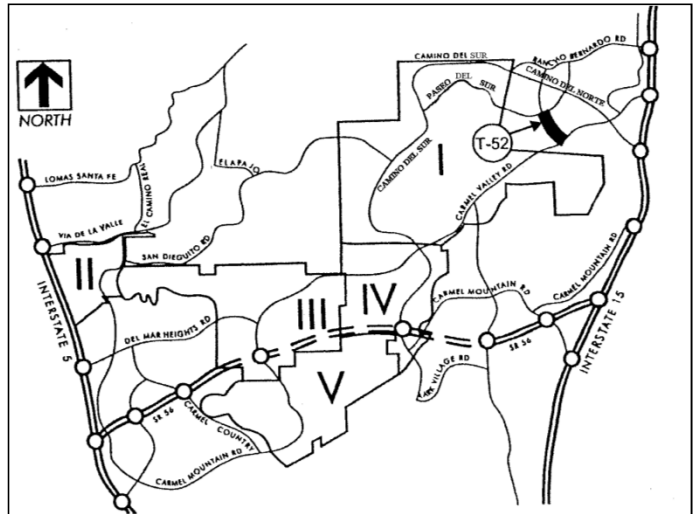 CAMINO DEL SUR
RANCHO BERNARDO RD
CAMINO DEL NORTE
PASEO DEL SUR
NORTH
T-52
LOMAS SANTA FE
EL CAMINO REAL
EL APAJO
CAMINO DEL SUR
I
CARMEL VALLEY RD
VIA DE LA VALLE
SAN DIEGUITO RD
II
INTERSTATE 5
III
IV
CARMEL MOUNTAIN RD
CARMEL MOUNTAIN RD
INTERSTATE 15
DEL MAR HEIGHTS RD
V
SR 56
PARK VILLAGE RD
SR 56
CARMEL COUNTRY
CARMEL MOUNTAIN RD